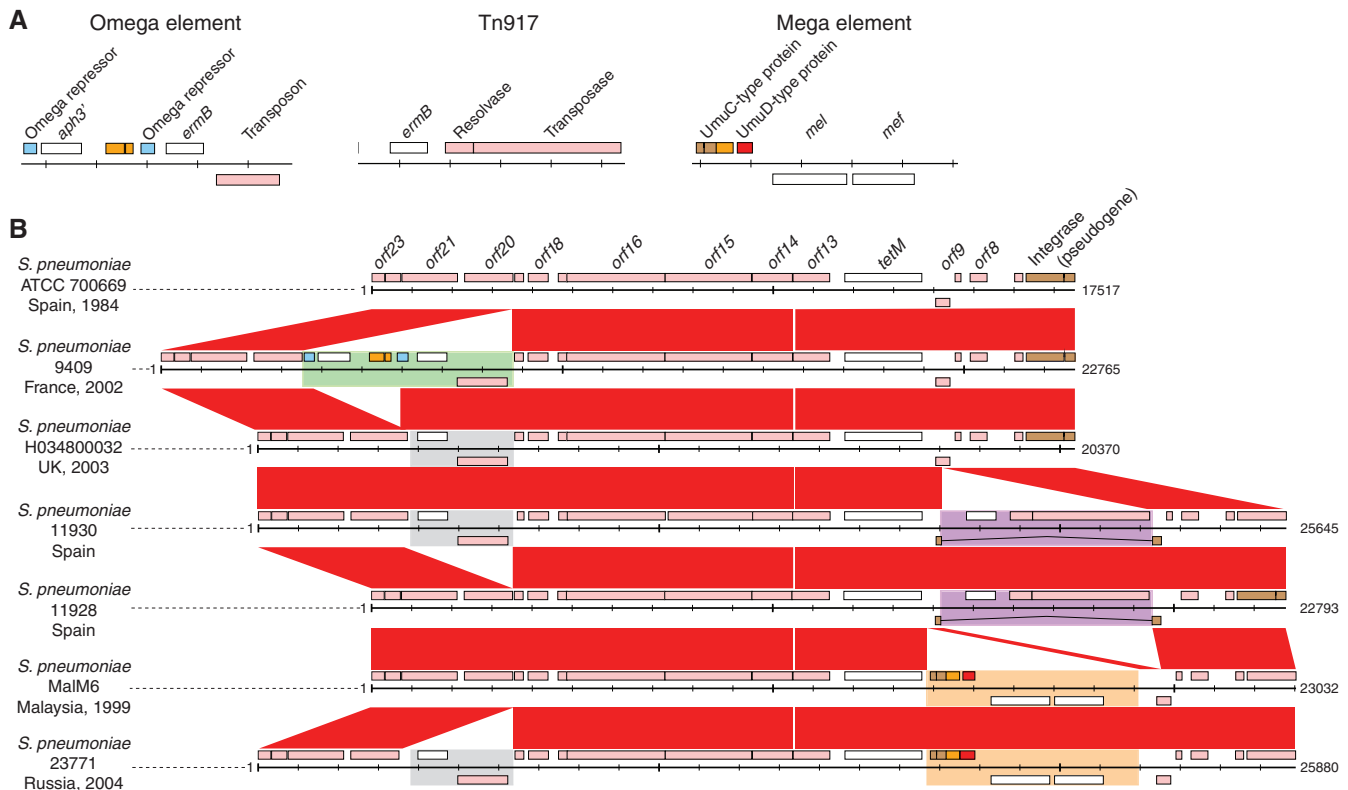 A
Omega element
Tn917
Mega element
Omega repressor
aph3'
Omega repressor
ermB
Transposon
ermB
Resolvase
Transposase
UmuC-type protein
UmuD-type protein
mel
mef
B
orf23
orf21
orf20
orf18
orf16
orf15
orf14
orf13
tetM
orf9
orf8
Integrase
(pseudogene)
S. pneumoniae
ATCC 700669
Spain, 1984
1
17517
S. pneumoniae
9409
France, 2002
1
22765
S. pneumoniae
H034800032
UK, 2003
1
20370
S. pneumoniae
11930
Spain
1
25645
S. pneumoniae
11928
Spain
1
22793
S. pneumoniae
MalM6
Malaysia, 1999
1
23032
S. pneumoniae
23771
Russia, 2004
1
25880